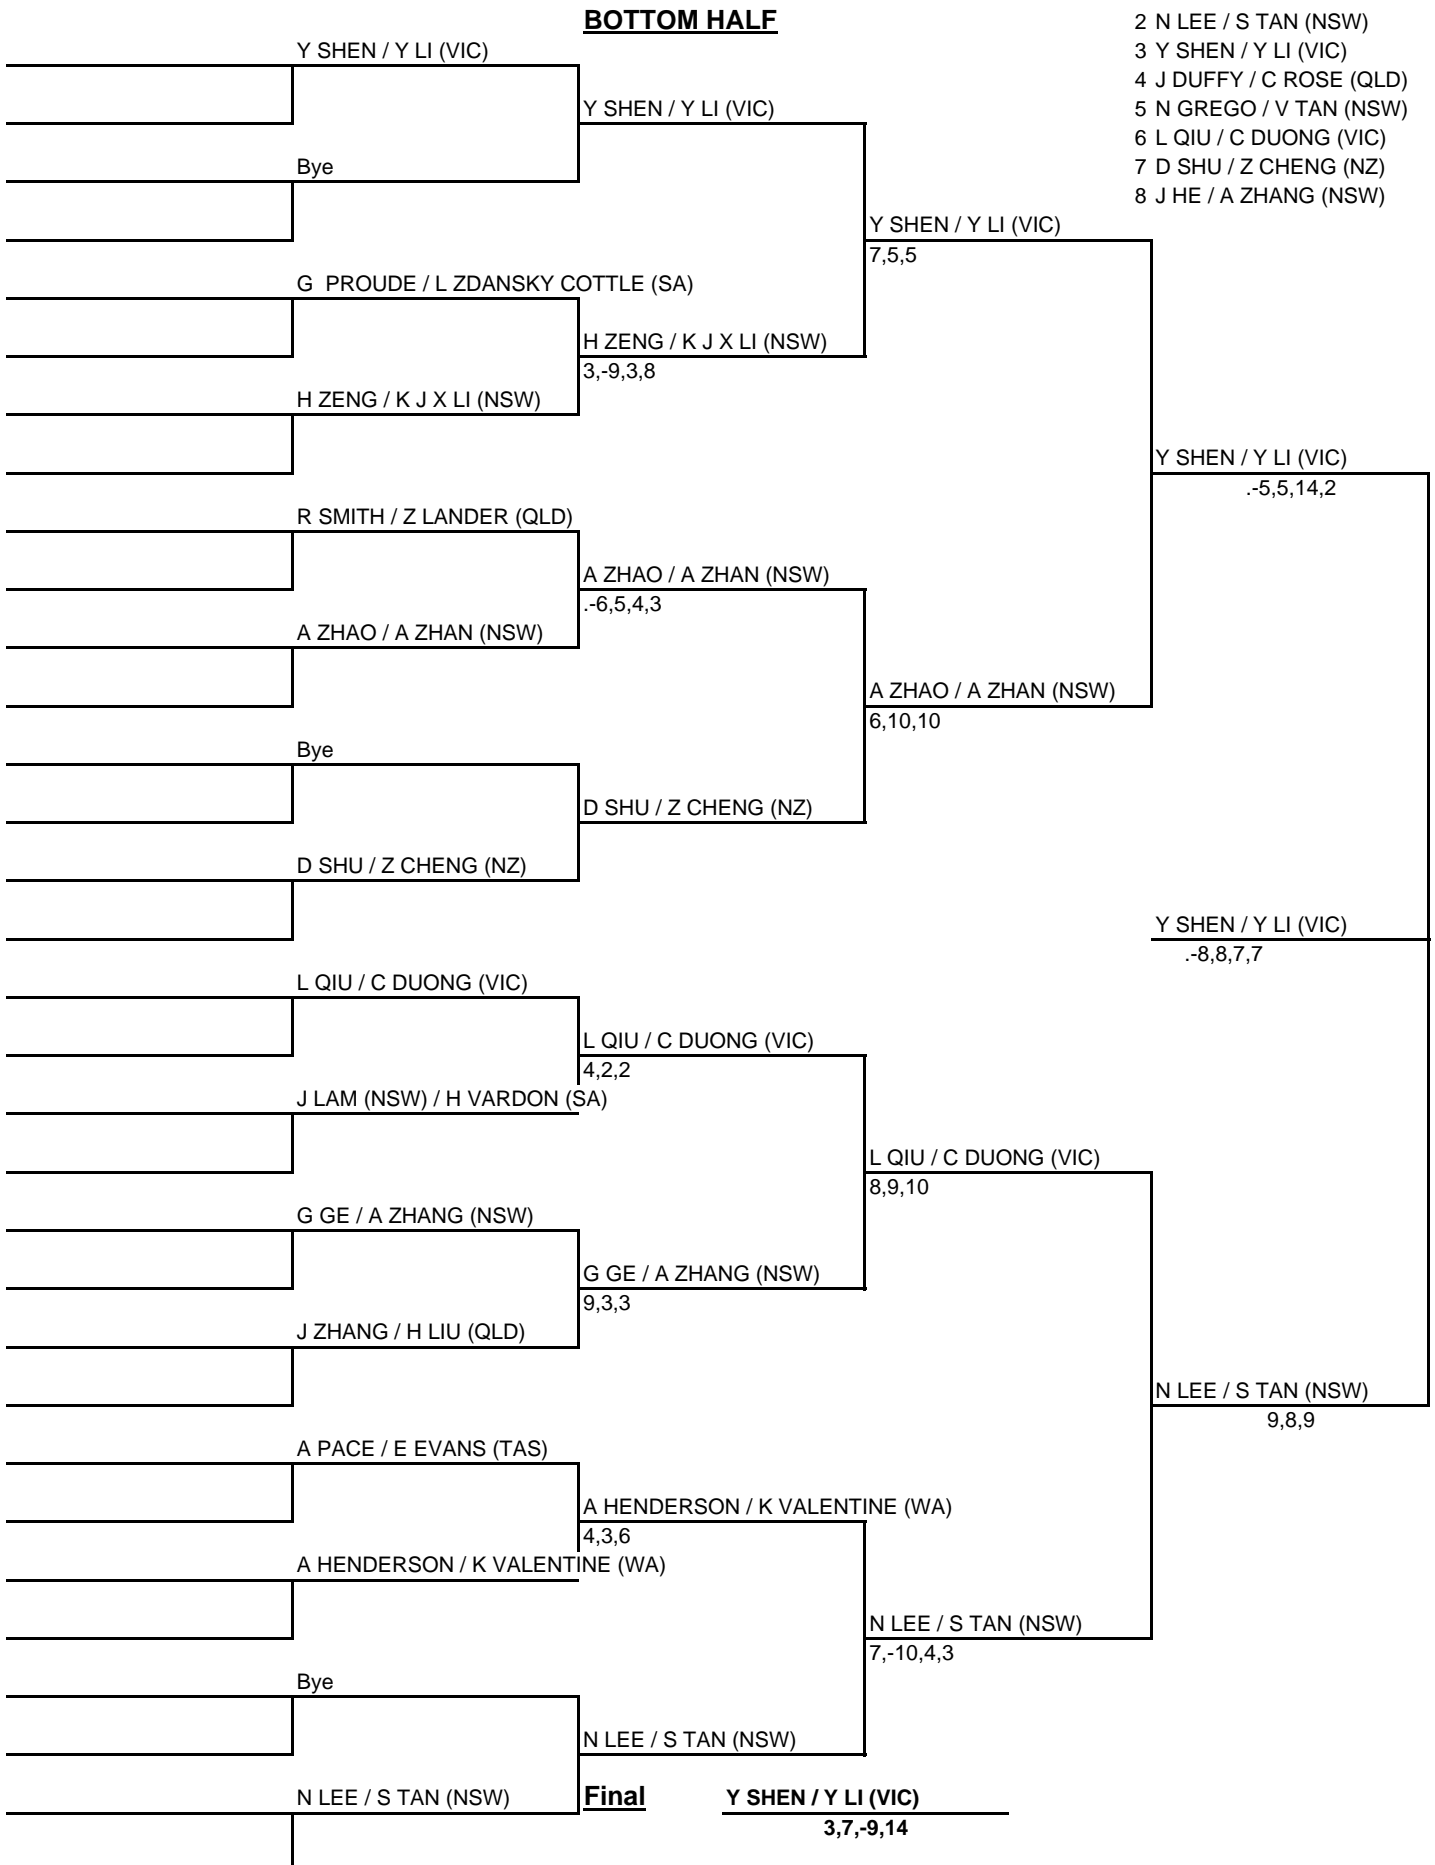 BOTTOM HALF
2 N LEE / S TAN (NSW)
3 Y SHEN / Y LI (VIC)
4 J DUFFY / C ROSE (QLD)
5 N GREGO / V TAN (NSW)
6 L QIU / C DUONG (VIC)
7 D SHU / Z CHENG (NZ)
8 J HE / A ZHANG (NSW)
Y SHEN / Y LI (VIC)
Y SHEN / Y LI (VIC)
Bye
Y SHEN / Y LI (VIC)
7,5,5
G  PROUDE / L ZDANSKY COTTLE (SA)
H ZENG / K J X LI (NSW)
3,-9,3,8
H ZENG / K J X LI (NSW)
Y SHEN / Y LI (VIC)
.-5,5,14,2
R SMITH / Z LANDER (QLD)
A ZHAO / A ZHAN (NSW)
.-6,5,4,3
A ZHAO / A ZHAN (NSW)
A ZHAO / A ZHAN (NSW)
6,10,10
Bye
D SHU / Z CHENG (NZ)
D SHU / Z CHENG (NZ)
Y SHEN / Y LI (VIC)
.-8,8,7,7
L QIU / C DUONG (VIC)
L QIU / C DUONG (VIC)
4,2,2
J LAM (NSW) / H VARDON (SA)
L QIU / C DUONG (VIC)
8,9,10
G GE / A ZHANG (NSW)
G GE / A ZHANG (NSW)
9,3,3
J ZHANG / H LIU (QLD)
N LEE / S TAN (NSW)
9,8,9
A PACE / E EVANS (TAS)
A HENDERSON / K VALENTINE (WA)
4,3,6
A HENDERSON / K VALENTINE (WA)
N LEE / S TAN (NSW)
7,-10,4,3
Bye
N LEE / S TAN (NSW)
N LEE / S TAN (NSW)
Final
Y SHEN / Y LI (VIC)
3,7,-9,14